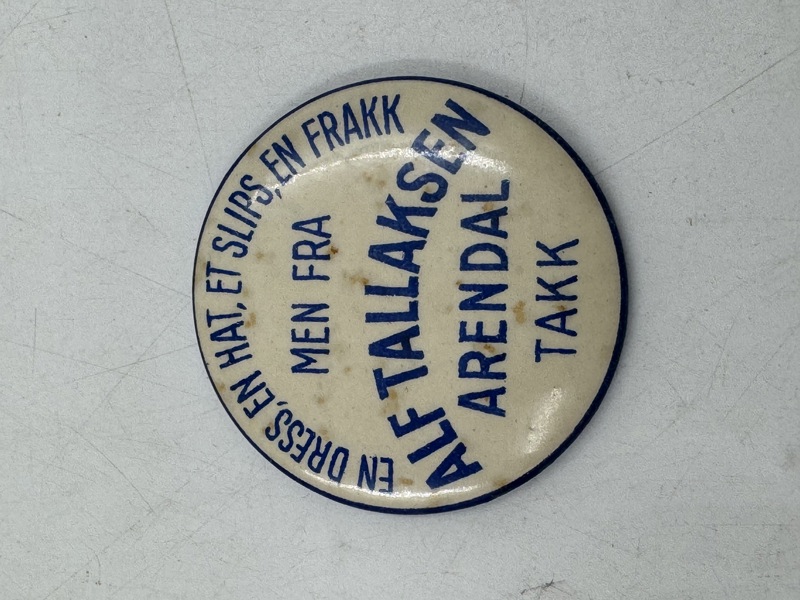 EN DRESS, EN HAT, ET SLIPS, EN FRAKK
MEN FRA
ALF TALLAKSEN
ARENDAL
TAKK